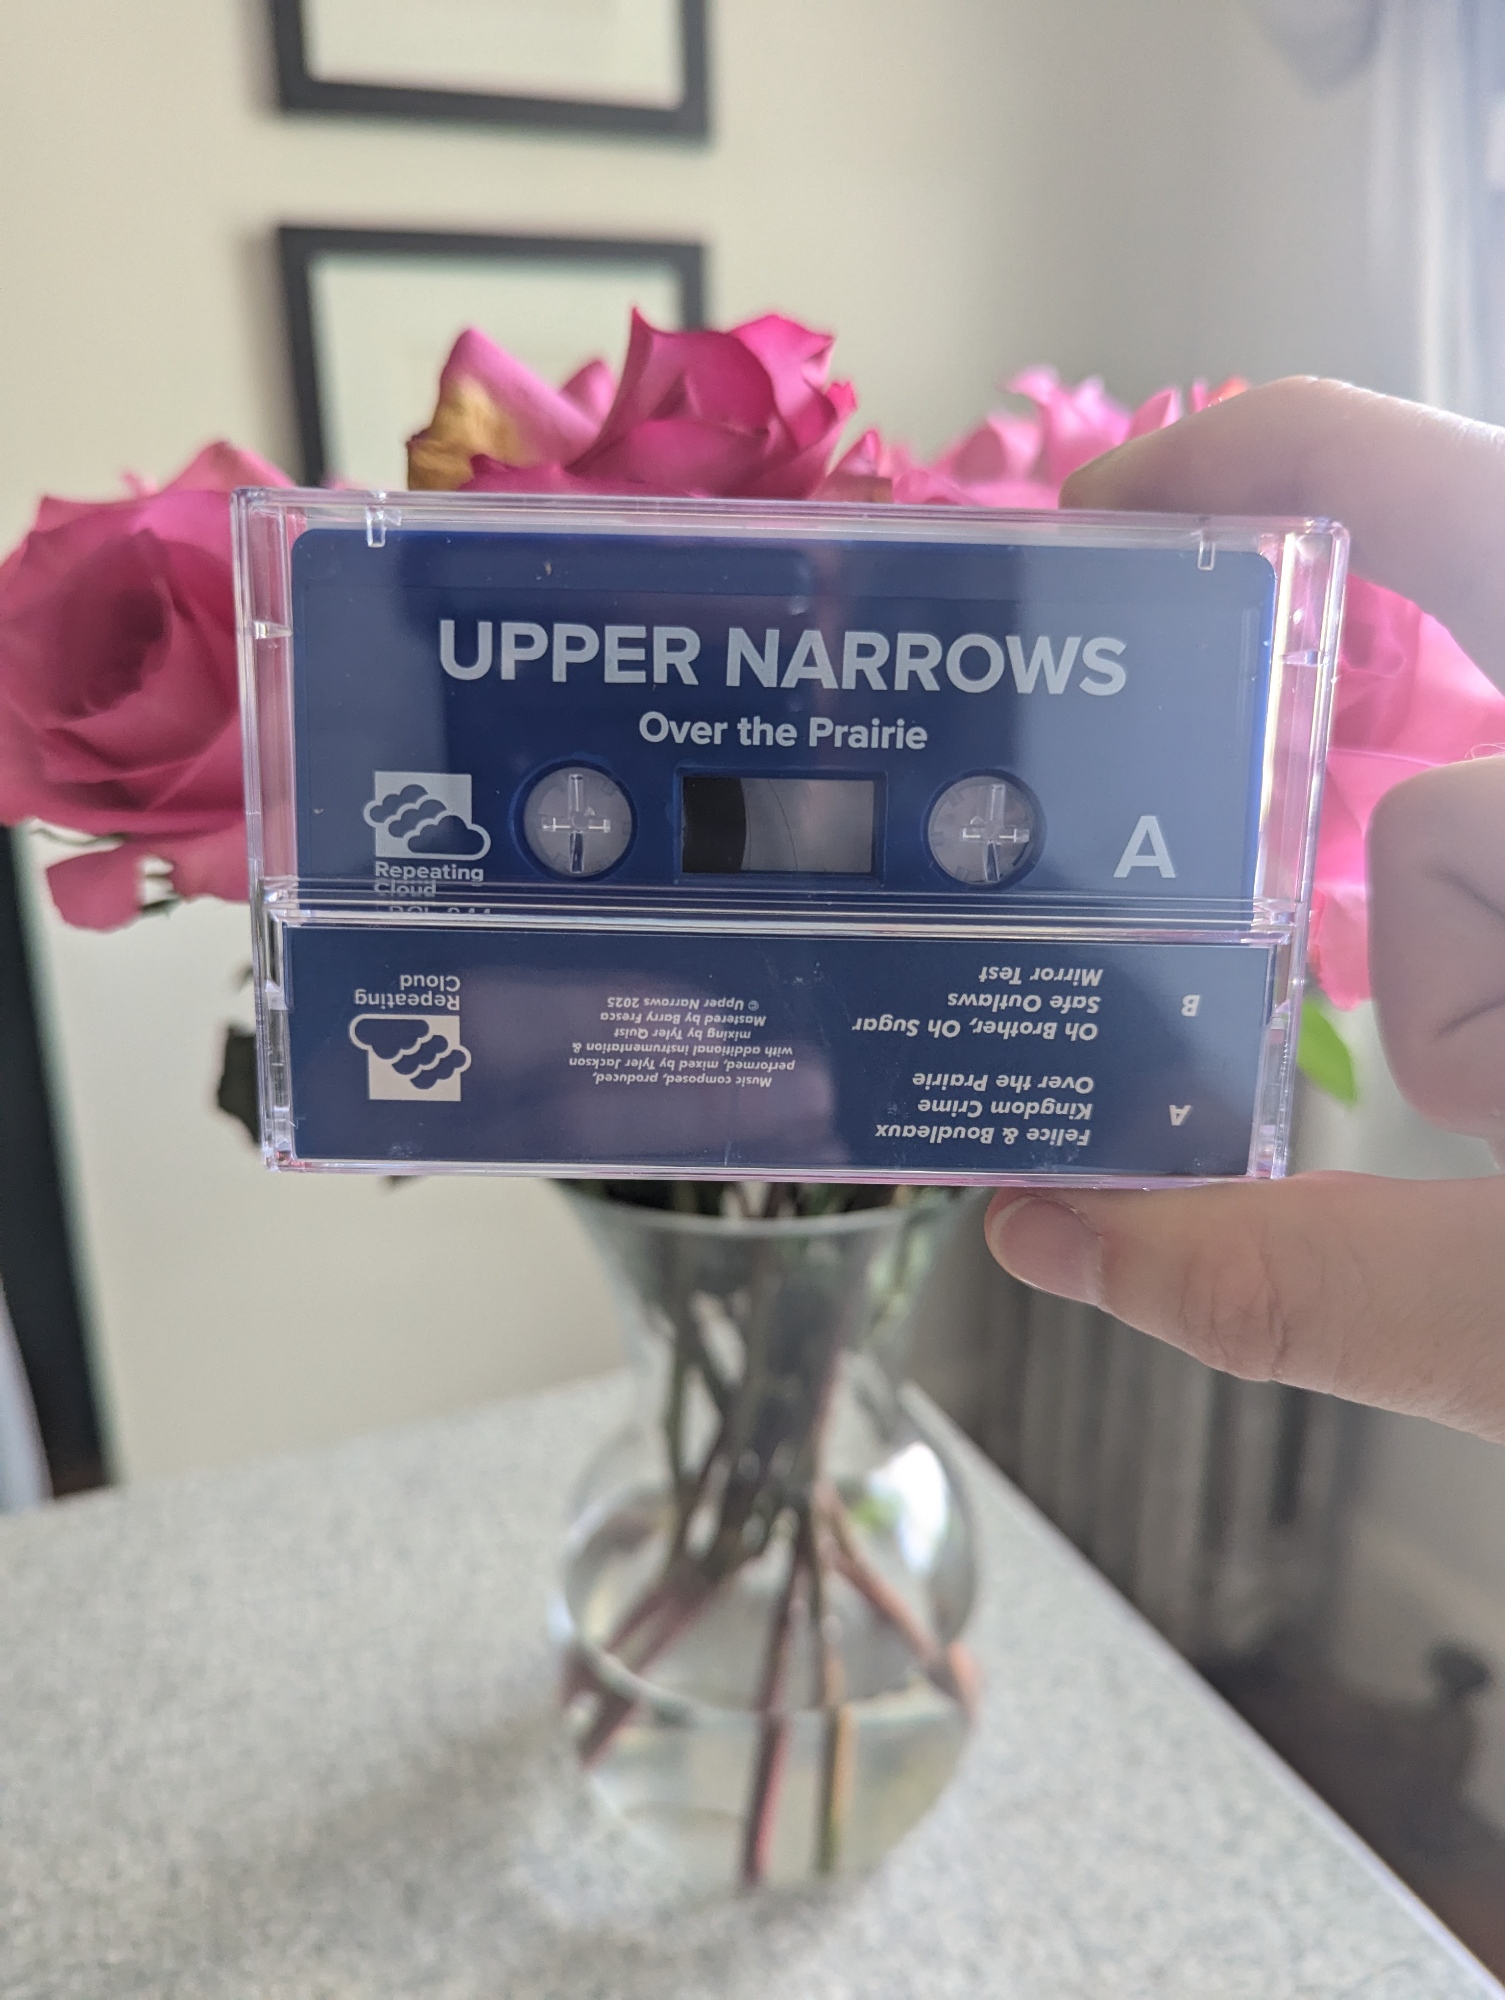 UPPER NARROWS
Over the Prairie
A
Repeating
Cloud
A
Felice & Boudleaux
Kingdom Crime
Over the Prairie
B
Oh Brother, Oh Sugar
Safe Outlaws
Mirror Test
Music composed, produced,
performed, mixed by Tyler Jackson
with additional instrumentation &
mixing by Tyler Quist
Mastered by Barry Fresca
© Upper Narrows 2025
Repeating
Cloud